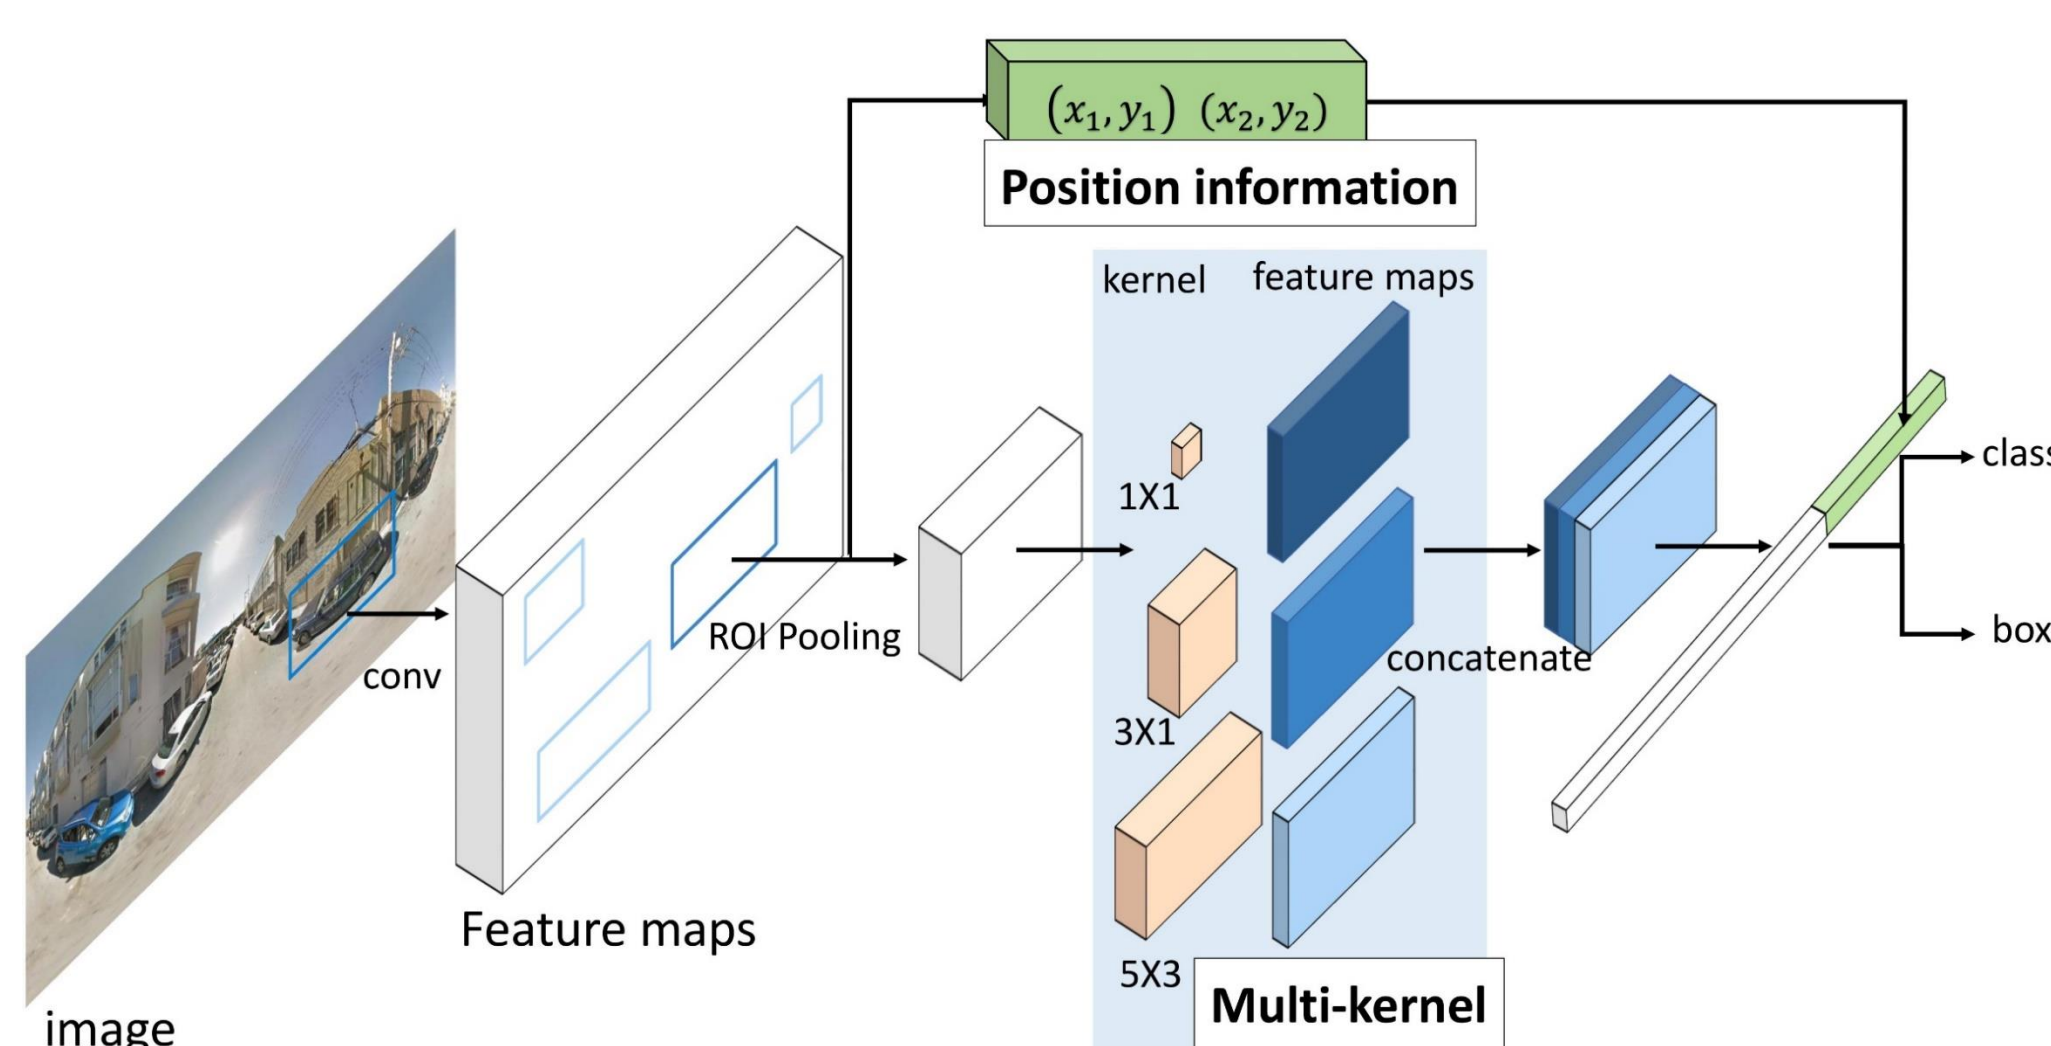 (x₁, y₁) (x₂, y₂)
Position information
kernel
feature maps
1X1
3X1
5X3
Multi-kernel
concatenate
ROI Pooling
conv
Feature maps
image
class
box